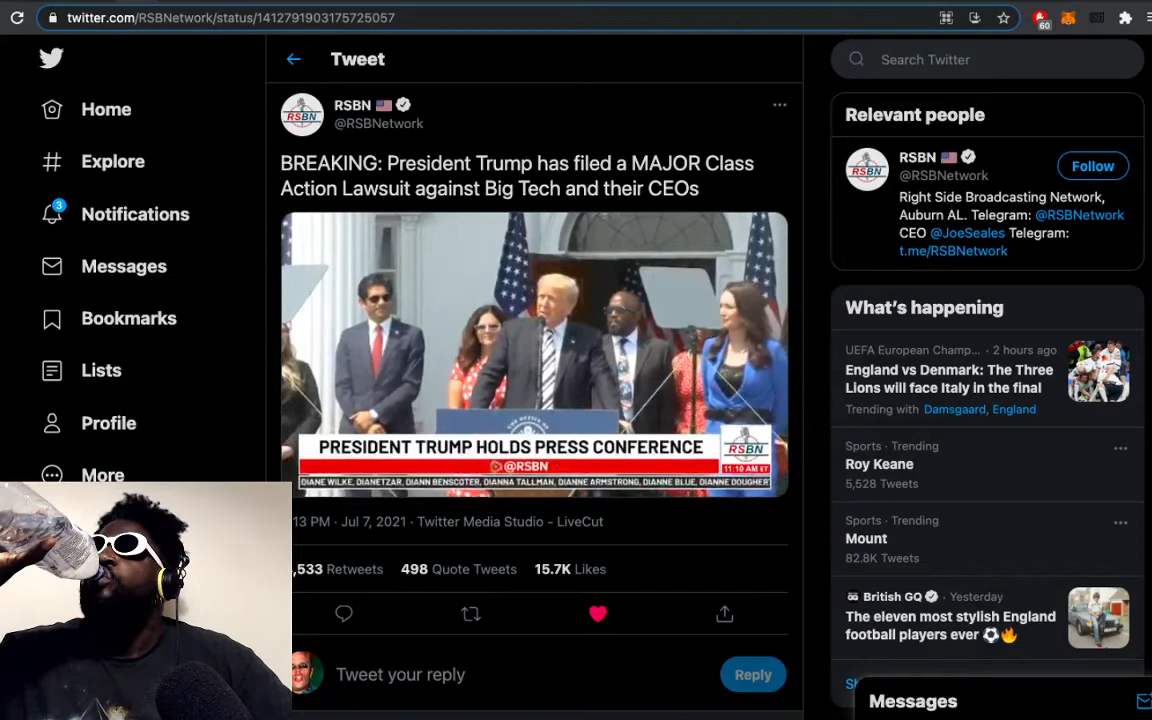 twitter.com/RSBNetwork/status/1412791903175725057
60
Home
Explore
3
Notifications
Messages
Bookmarks
Lists
Profile
More
Tweet
RSBN
@RSBNetwork
BREAKING: President Trump has filed a MAJOR Class
Action Lawsuit against Big Tech and their CEOs
PRESIDENT TRUMP HOLDS PRESS CONFERENCE
RSBN
@RSBN
11:10 AM ET
DIANE WILKE, DIANETZAR, DIANN BENSCOTER, DIANNA TALLMAN, DIANNE ARMSTRONG, DIANNE BLUE, DIANNE DOUGHER
:13 PM · Jul 7, 2021 · Twitter Media Studio - LiveCut
,533 Retweets 498 Quote Tweets 15.7K Likes
Tweet your reply
Reply
Search Twitter
Relevant people
RSBN
@RSBNetwork
Follow
Right Side Broadcasting Network,
Auburn AL. Telegram: @RSBNetwork
CEO @JoeSeales Telegram:
t.me/RSBNetwork
What's happening
UEFA European Champ... · 2 hours ago
England vs Denmark: The Three
Lions will face Italy in the final
Trending with Damsgaard, England
Sports · Trending
Roy Keane
5,528 Tweets
Sports · Trending
Mount
82.8K Tweets
British GQ · Yesterday
The eleven most stylish England
football players ever
Messages